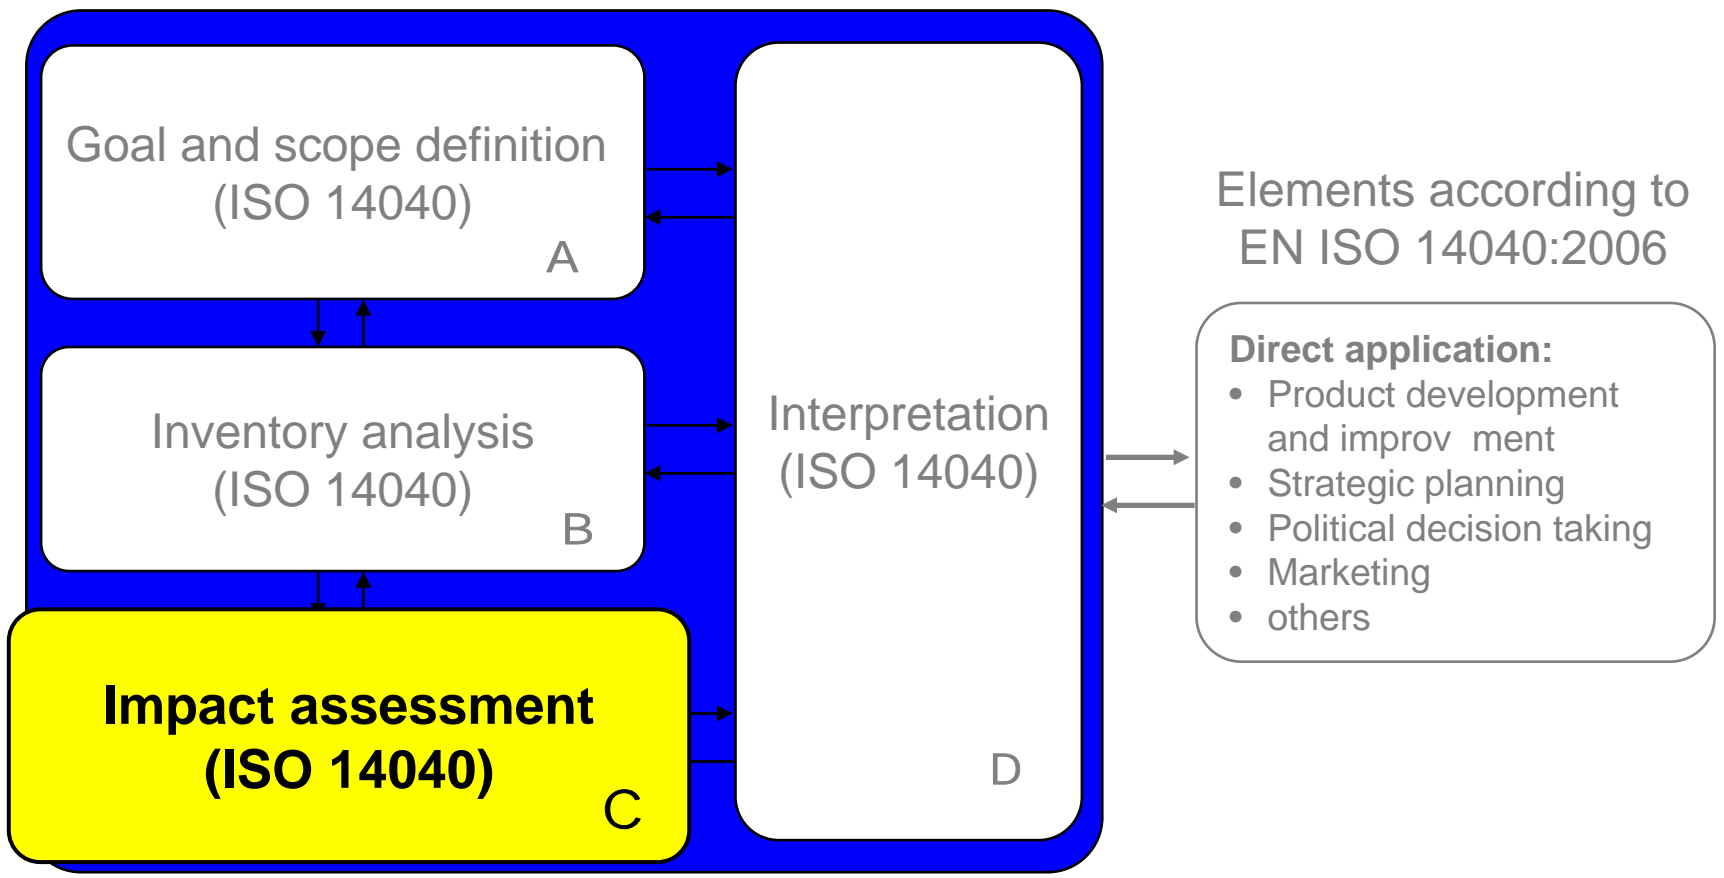 Goal and scope definition
(ISO 14040)
A
Inventory analysis
(ISO 14040)
B
Impact assessment
(ISO 14040)
C
Interpretation
(ISO 14040)
D
Elements according to
EN ISO 14040:2006
Direct application:
• Product development
and improv ment
• Strategic planning
• Political decision taking
• Marketing
• others